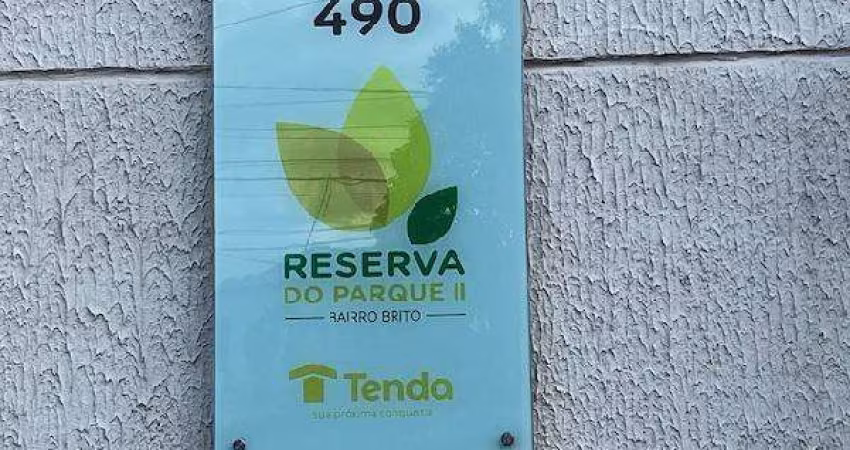 490
RESERVA
DO PARQUE II
BAIRRO BRITO
Tenda
sua próxima conquista